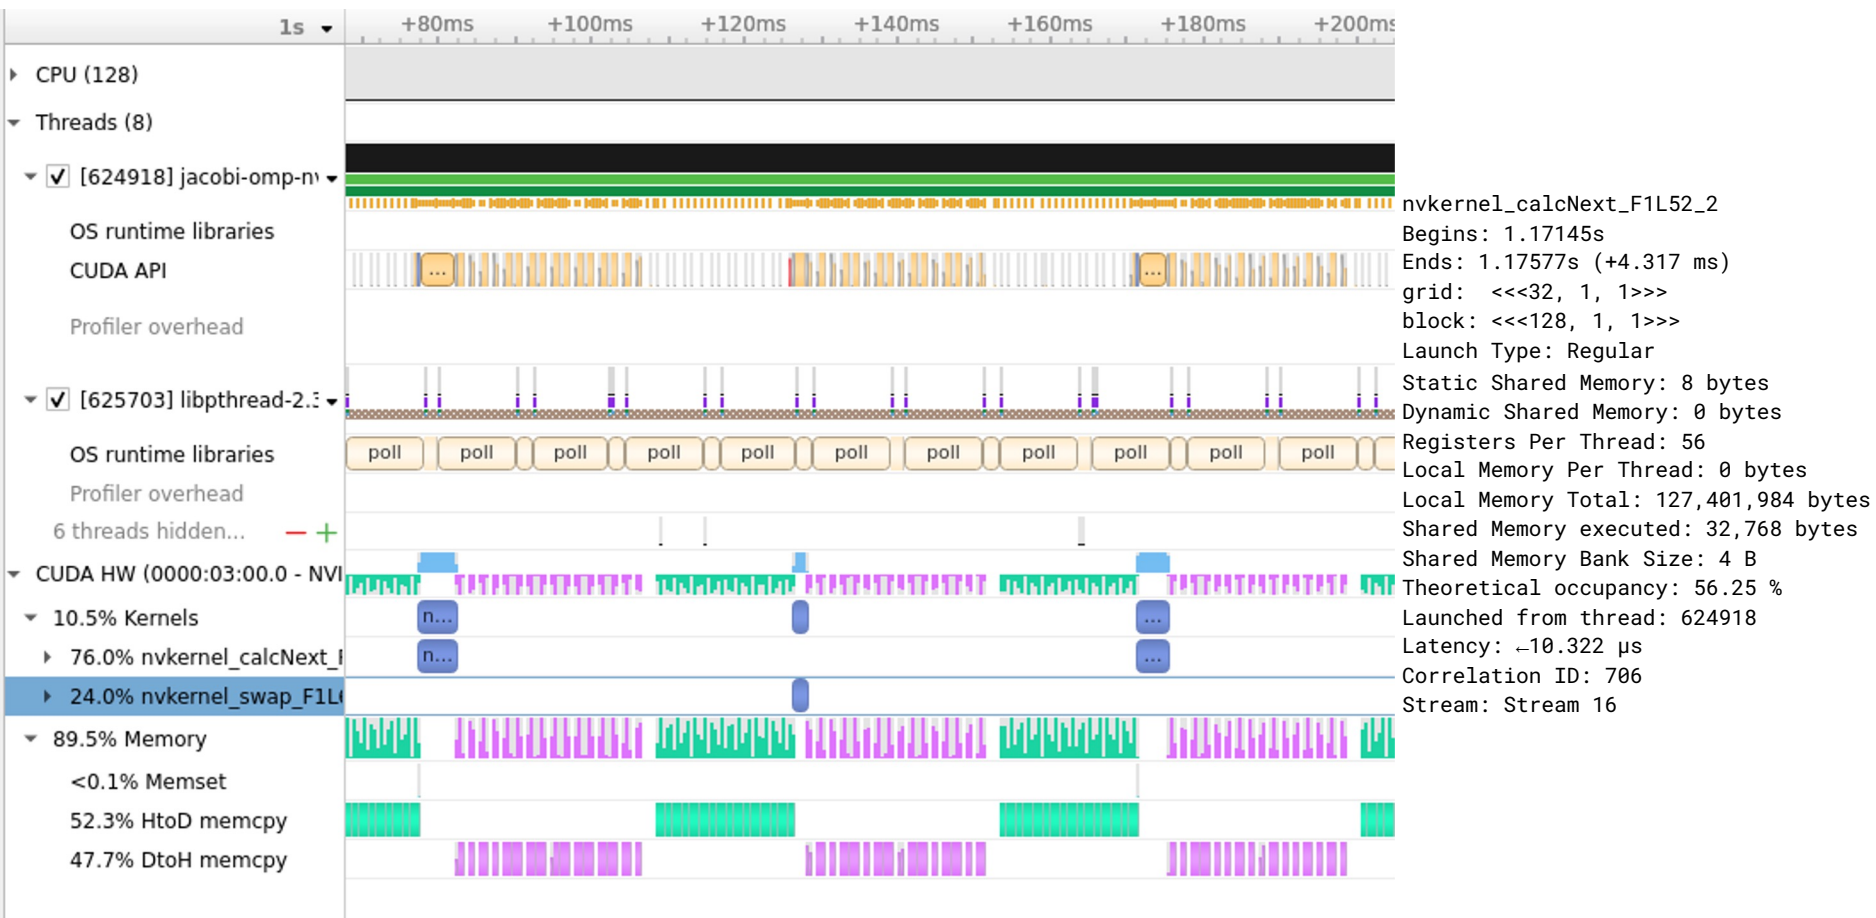 1s +80ms +100ms +120ms +140ms +160ms +180ms +200ms
CPU (128)
Threads (8)
[624918] jacobi-omp-nv
OS runtime libraries
CUDA API
... ...
Profiler overhead
[625703] libpthread-2.3
OS runtime libraries
poll poll poll poll poll poll poll poll poll poll poll
Profiler overhead
6 threads hidden...
CUDA HW (0000:03:00.0 - NVI
10.5% Kernels
n... ...
76.0% nvkernel_calcNext_F
n... ...
24.0% nvkernel_swap_F1L6
89.5% Memory
<0.1% Memset
52.3% HtoD memcpy
47.7% DtoH memcpy
nvkernel_calcNext_F1L52_2
Begins: 1.17145s
Ends: 1.17577s (+4.317 ms)
grid: <<<32, 1, 1>>>
block: <<<128, 1, 1>>>
Launch Type: Regular
Static Shared Memory: 8 bytes
Dynamic Shared Memory: 0 bytes
Registers Per Thread: 56
Local Memory Per Thread: 0 bytes
Local Memory Total: 127,401,984 bytes
Shared Memory executed: 32,768 bytes
Shared Memory Bank Size: 4 B
Theoretical occupancy: 56.25 %
Launched from thread: 624918
Latency: ←10.322 μs
Correlation ID: 706
Stream: Stream 16